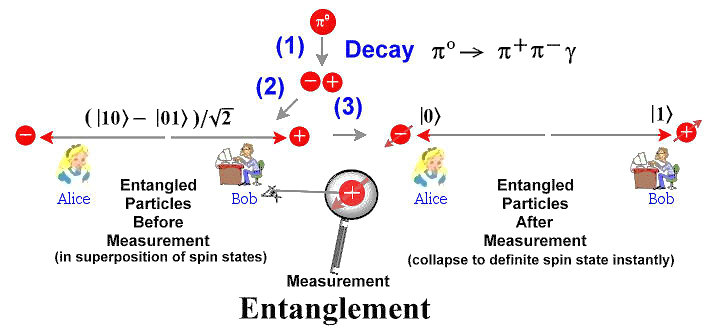 π°
(1)
Decay π° → π⁺ π⁻ γ
− +
(2)
(3)
( |10⟩ − |01⟩ )/√2
|0⟩
|1⟩
−
+
−
+
Alice
Bob
Entangled
Particles
Before
Measurement
(in superposition of spin states)
+
Measurement
Alice
Bob
Entangled
Particles
After
Measurement
(collapse to definite spin state instantly)
Entanglement